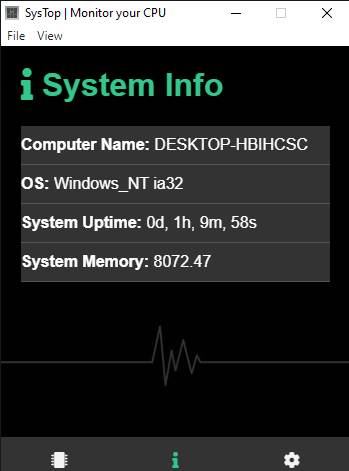 SysTop | Monitor your CPU
File View
System Info
Computer Name: DESKTOP-HBIHCSC
OS: Windows_NT ia32
System Uptime: 0d, 1h, 9m, 58s
System Memory: 8072.47